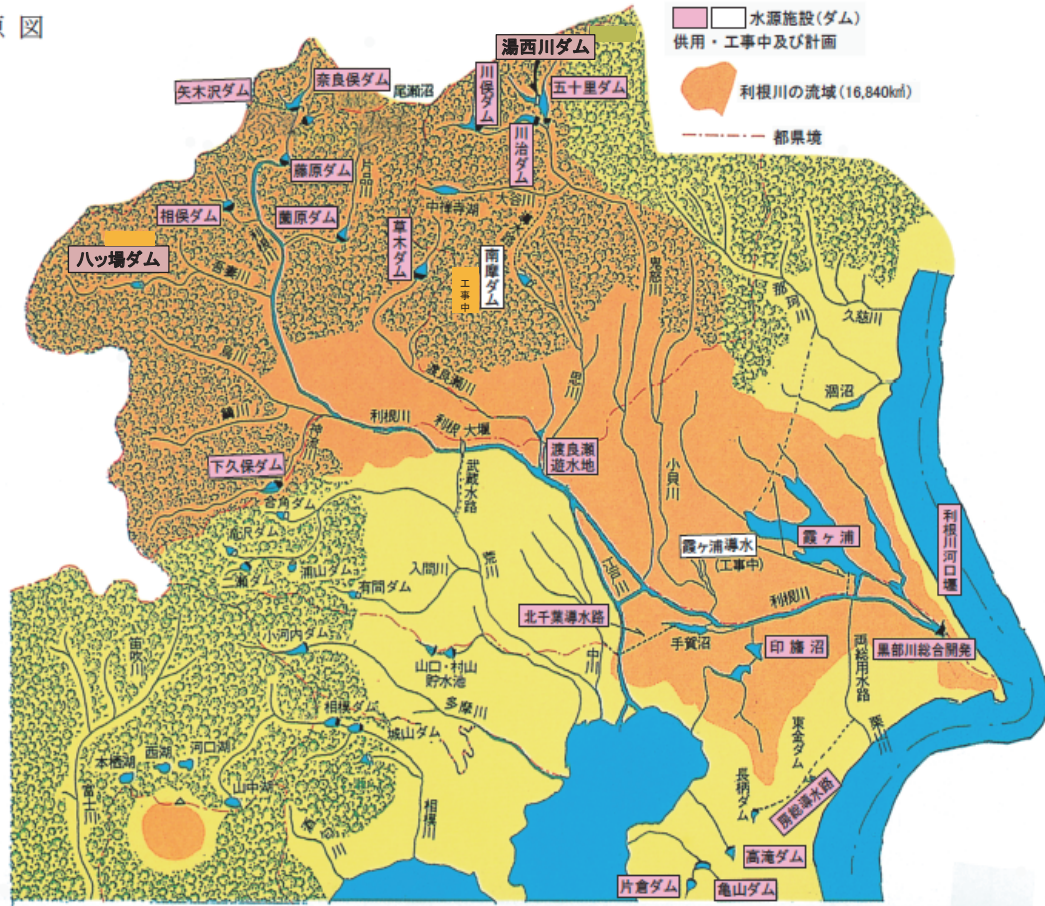 図
水源施設(ダム)
供用・工事中及び計画
利根川の流域(16,840k㎡)
都県境
湯西川ダム
奈良俣ダム
矢木沢ダム
尾瀬沼
川俣ダム
五十里ダム
川治ダム
藤原ダム
片品川
相俣ダム
薗原ダム
中禅寺湖
大谷川
草木ダム
南摩ダム
工事中
八ッ場ダム
吾妻川
鬼怒川
那珂川
久慈川
涸沼
烏川
鏑川
神流川
渡良瀬川
思川
利根川
利根大堰
武蔵水路
渡良瀬
遊水地
小貝川
下久保ダム
合角ダム
滝沢ダム
浦山ダム
有間ダム
入間川
荒川
江戸川
霞ヶ浦導水
(工事中)
霞ヶ浦
利根川河口堰
利根川
北千葉導水路
手賀沼
印旛沼
黒部川総合開発
両総用水路
中川
小河内ダム
山口・村山
貯水池
多摩川
笛吹川
相模ダム
城山ダム
本栖湖
西湖
河口湖
山中湖
富士川
相模川
酒匂川
東金ダム
栗山川
長柄ダム
房総導水路
高滝ダム
片倉ダム
亀山ダム